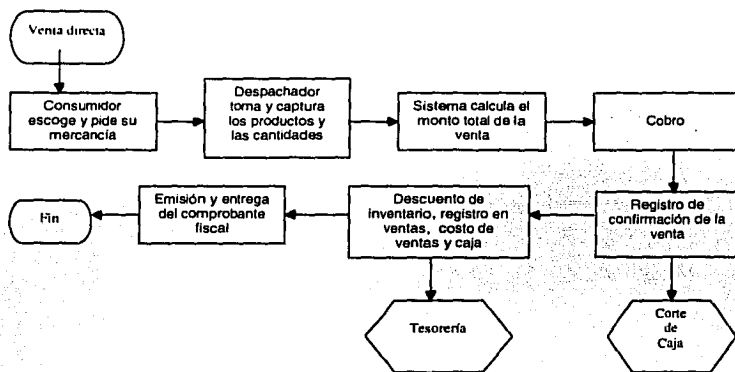 Venta directa
Consumidor
escoge y pide su
mercancía
Despachador
toma y captura
los productos y
las cantidades
Sistema calcula el
monto total de la
venta
Cobro
Registro de
confirmación de la
venta
Descuento de
inventario, registro en
ventas, costo de
ventas y caja
Emisión y entrega
del comprobante
fiscal
Fin
Tesorería
Corte
de
Caja